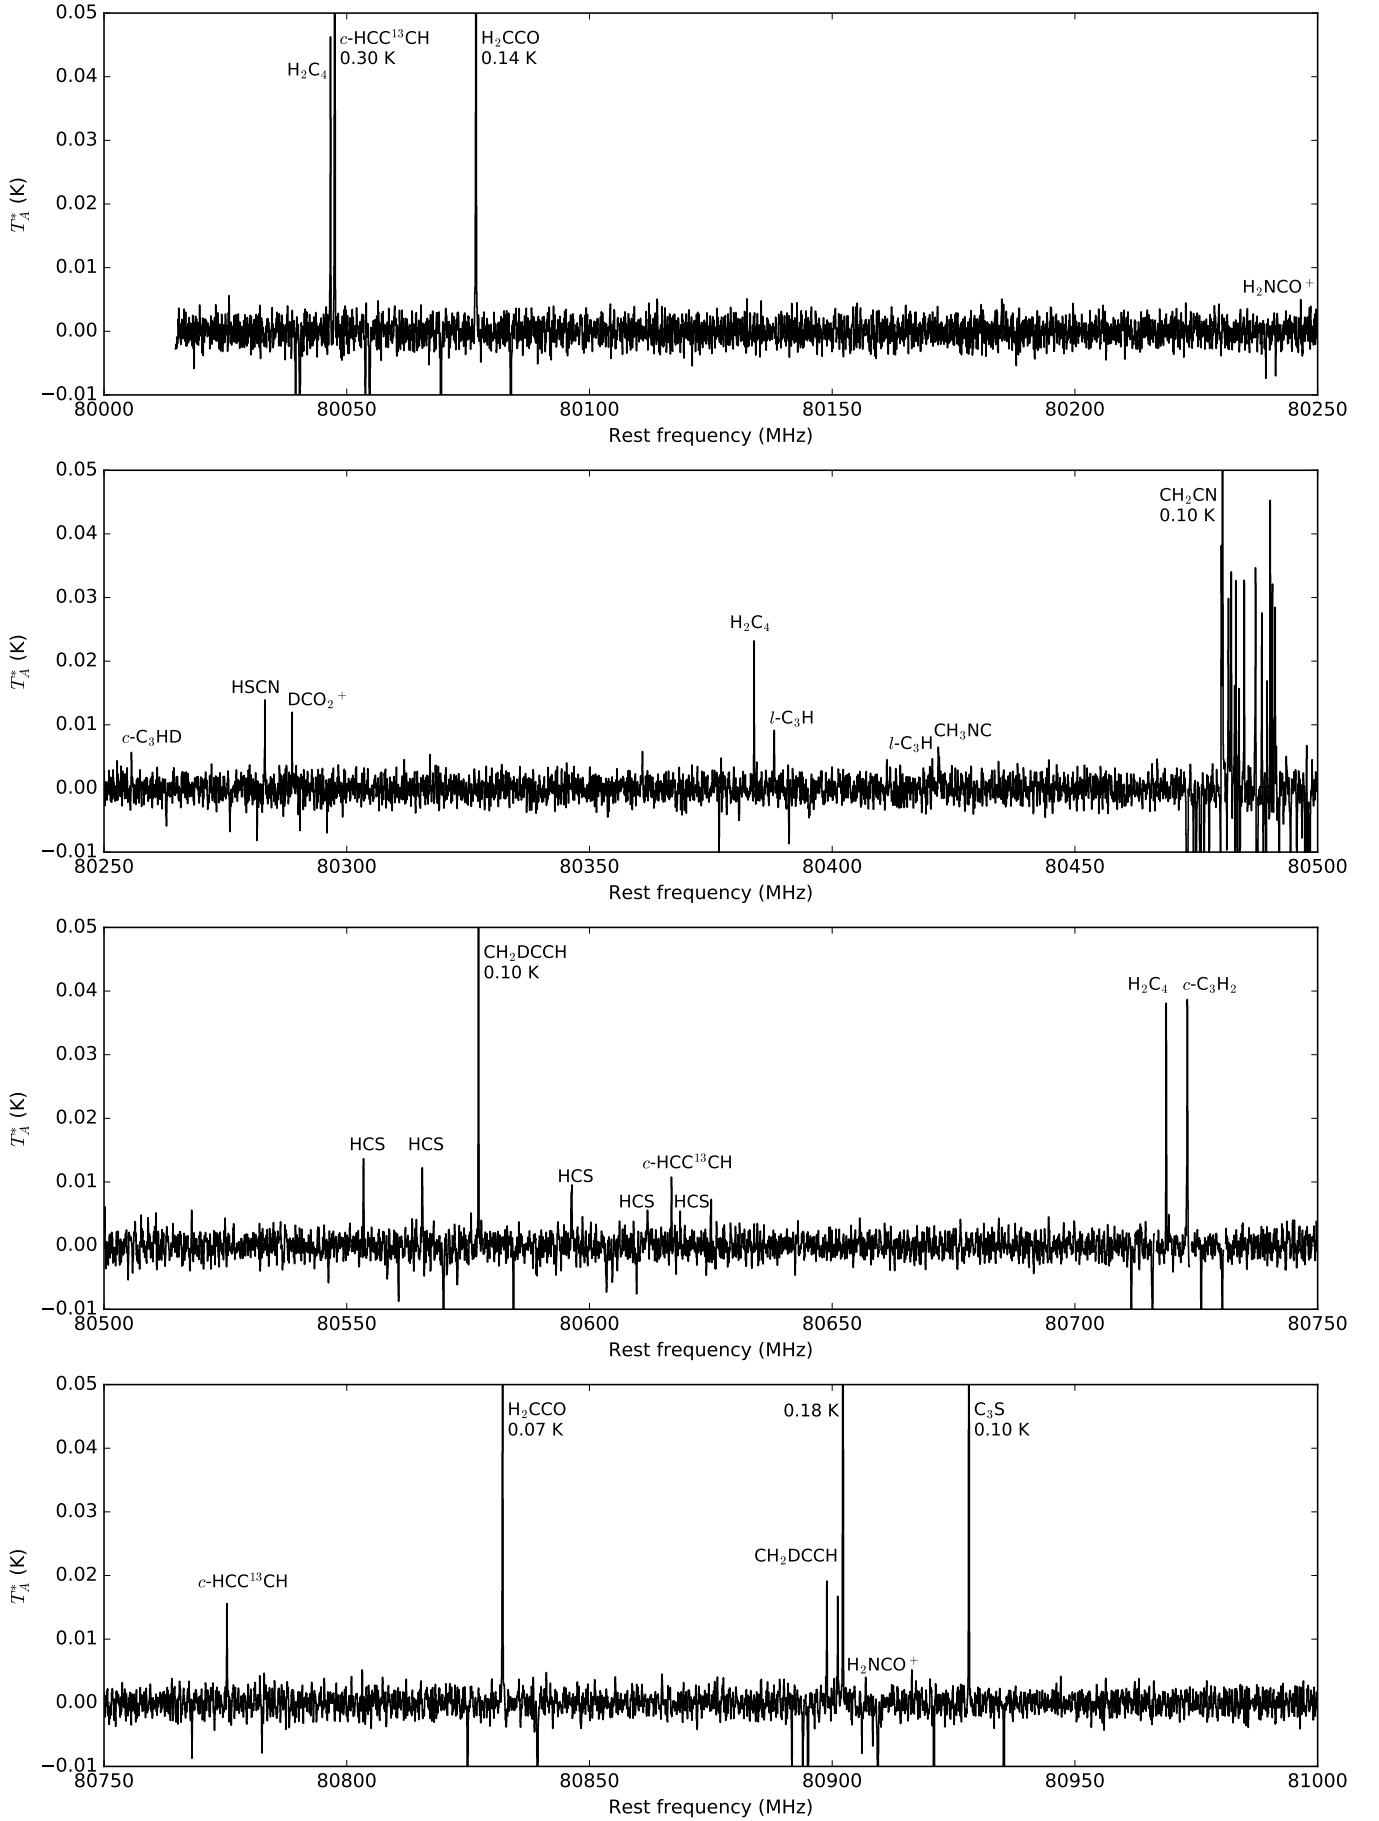 0.05
c-HCC¹³CH
H₂CCO
0.30 K
0.14 K
H₂C₄
0.04
0.03
T*A (K)
0.02
0.01
H₂NCO⁺
0.00
−0.01
80000 80050 80100 80150 80200 80250
Rest frequency (MHz)
0.05
CH₂CN
0.10 K
0.04
0.03
H₂C₄
T*A (K)
0.02
HSCN
DCO₂⁺
l-C₃H
0.01
c-C₃HD
l-C₃H
CH₃NC
0.00
−0.01
80250 80300 80350 80400 80450 80500
Rest frequency (MHz)
0.05
CH₂DCCH
0.10 K
H₂C₄
c-C₃H₂
0.04
0.03
T*A (K)
0.02
HCS
HCS
c-HCC¹³CH
HCS
0.01
HCS
HCS
0.00
−0.01
80500 80550 80600 80650 80700 80750
Rest frequency (MHz)
0.05
H₂CCO
0.07 K
0.18 K
C₃S
0.10 K
0.04
0.03
T*A (K)
CH₂DCCH
0.02
c-HCC¹³CH
0.01
H₂NCO⁺
0.00
−0.01
80750 80800 80850 80900 80950 81000
Rest frequency (MHz)